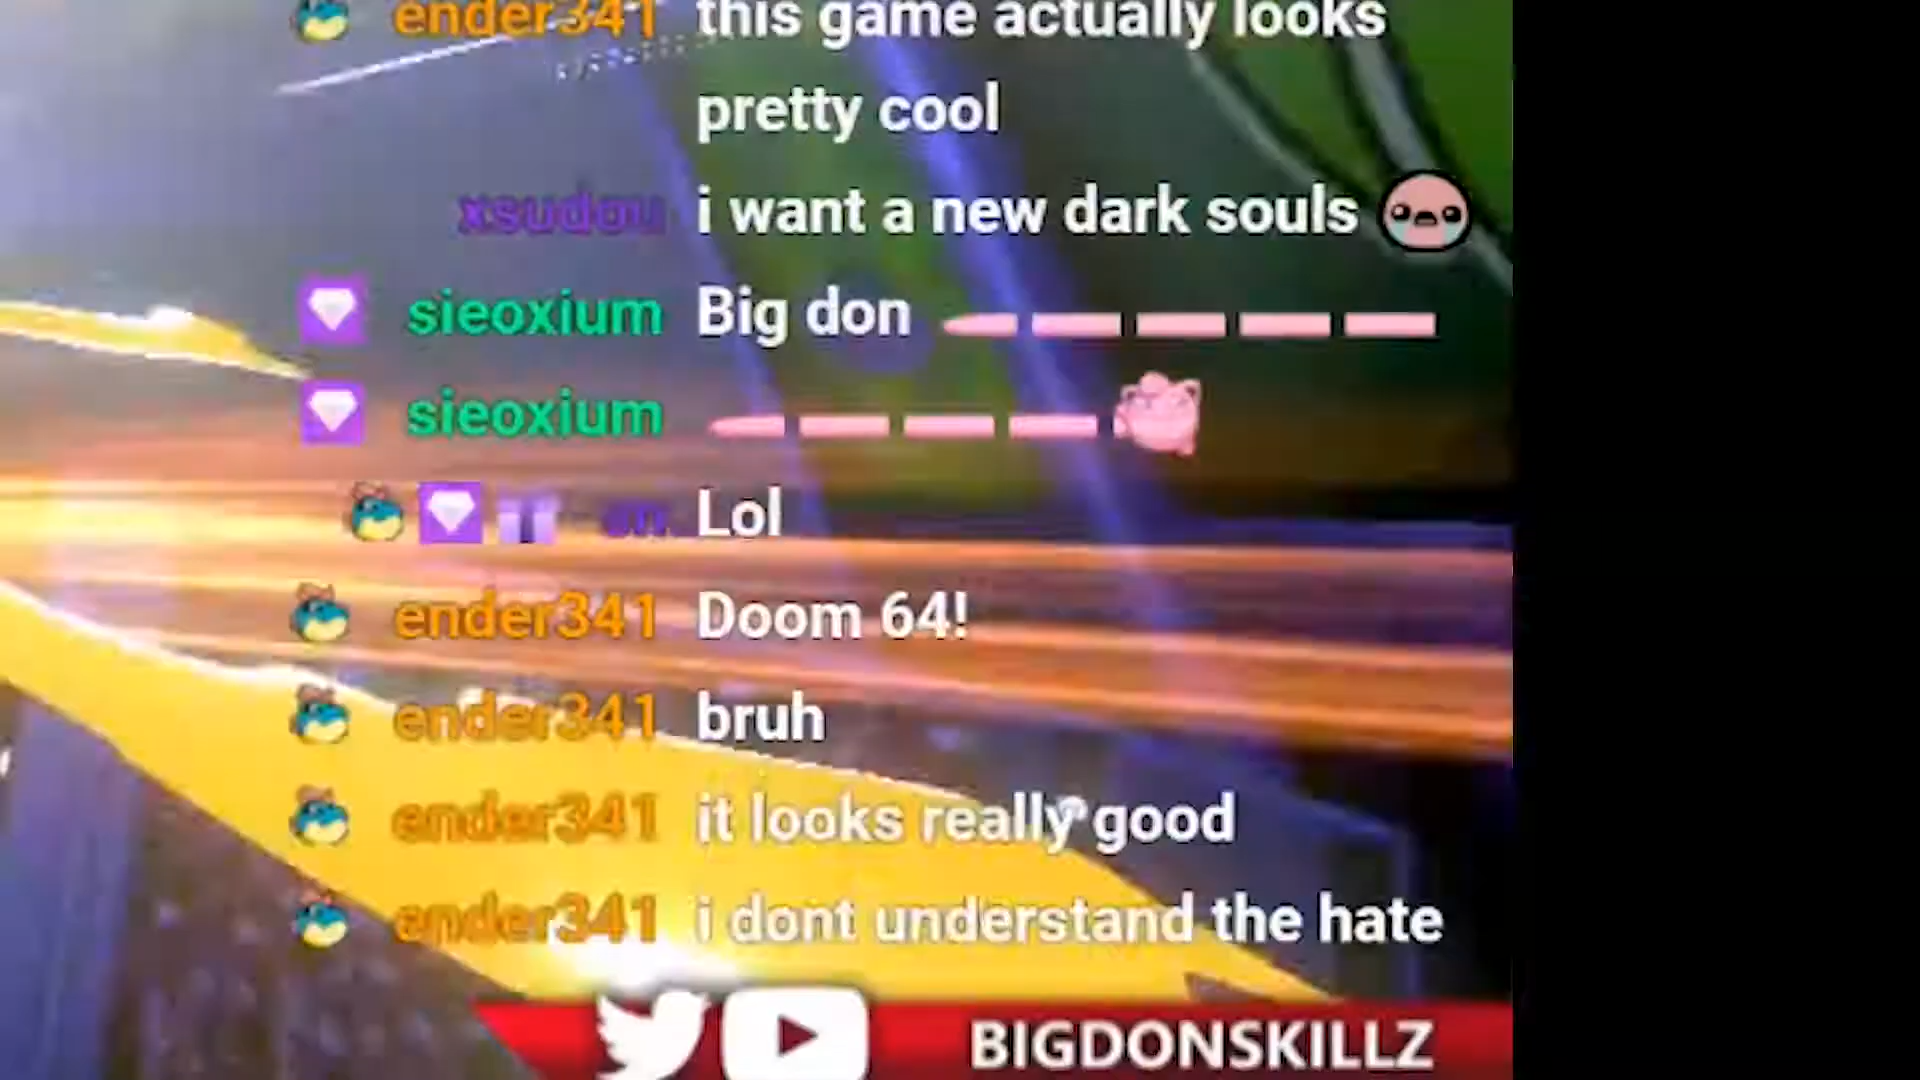 ender341 this game actually looks
pretty cool
xsudou i want a new dark souls
sieoxium Big don
sieoxium
Lol
ender341 Doom 64!
ender341 bruh
ender341 it looks really good
ender341 i dont understand the hate
BIGDONSKILLZ